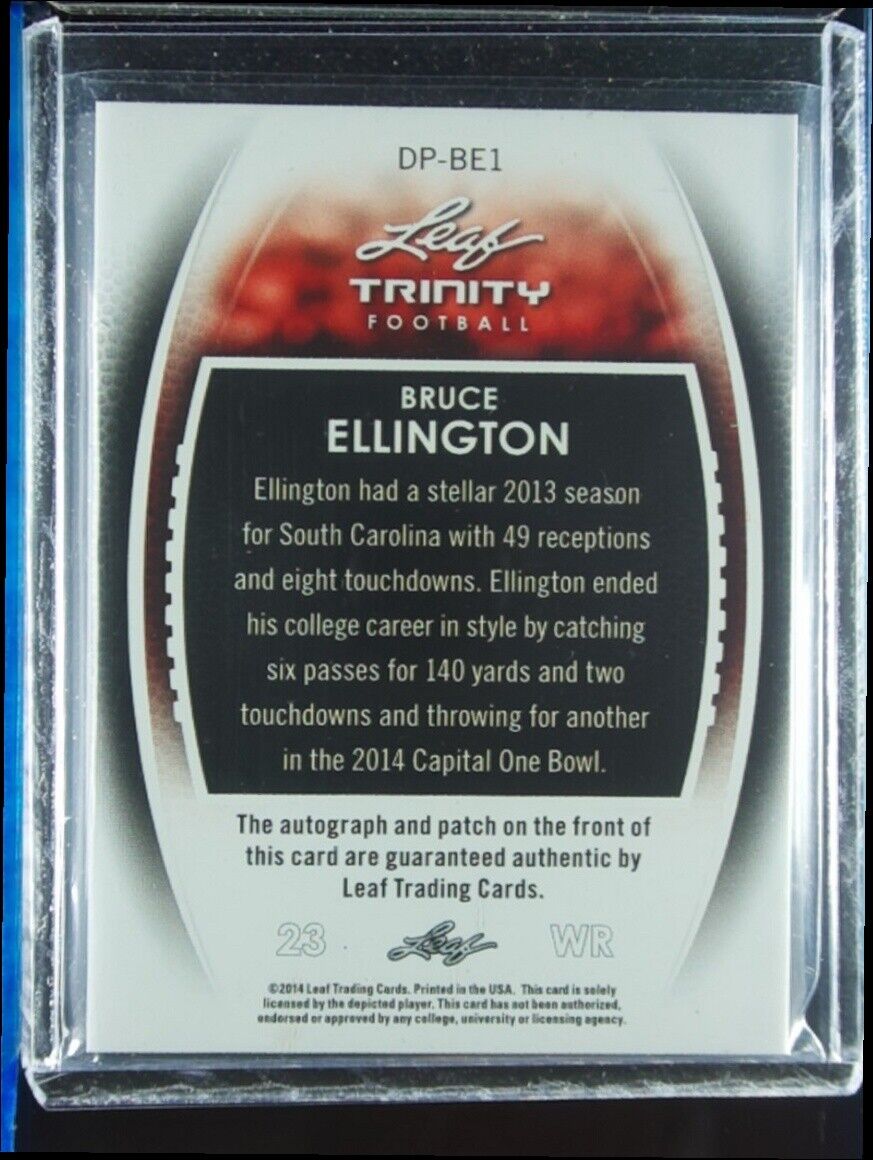 DP-BE1
Leaf
TRINITY
FOOTBALL
BRUCE
ELLINGTON
Ellington had a stellar 2013 season
for South Carolina with 49 receptions
and eight touchdowns. Ellington ended
his college career in style by catching
six passes for 140 yards and two
touchdowns and throwing for another
in the 2014 Capital One Bowl.
The autograph and patch on the front of
this card are guaranteed authentic by
Leaf Trading Cards.
23 Leaf WR
©2014 Leaf Trading Cards. Printed in the USA. This card is solely
licensed by the depicted player. This card has not been authorized,
endorsed or approved by any college, university or licensing agency.